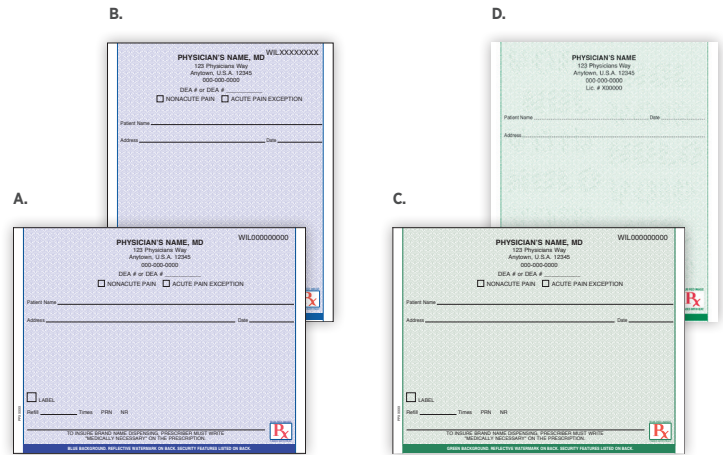 B.
PHYSICIAN'S NAME, MD WILXXXXXXXX
123 Physicians Way
Anytown, U.S.A. 12345
000-000-0000
DEA # or DEA # __________
NONACUTE PAIN ACUTE PAIN EXCEPTION
Patient Name
Address Date
D.
PHYSICIAN'S NAME
123 Physicians Way
Anytown, U.S.A. 12345
000-000-0000
Lic. # X00000
Patient Name Date
Address
A.
PHYSICIAN'S NAME, MD WIL000000000
123 Physicians Way
Anytown, U.S.A. 12345
000-000-0000
DEA # or DEA # __________
NONACUTE PAIN ACUTE PAIN EXCEPTION
Patient Name
Address Date
LABEL
Refill Times PRN NR
TO INSURE BRAND NAME DISPENSING, PRESCRIBER MUST WRITE
"MEDICALLY NECESSARY" ON THE PRESCRIPTION.
Rx
BLUE BACKGROUND. REFLECTIVE WATERMARK ON BACK. SECURITY FEATURES LISTED ON BACK.
C.
PHYSICIAN'S NAME, MD WIL000000000
123 Physicians Way
Anytown, U.S.A. 12345
000-000-0000
DEA # or DEA # __________
NONACUTE PAIN ACUTE PAIN EXCEPTION
Patient Name
Address Date
LABEL
Refill Times PRN NR
TO INSURE BRAND NAME DISPENSING, PRESCRIBER MUST WRITE
"MEDICALLY NECESSARY" ON THE PRESCRIPTION.
Rx
GREEN BACKGROUND. REFLECTIVE WATERMARK ON BACK. SECURITY FEATURES LISTED ON BACK.